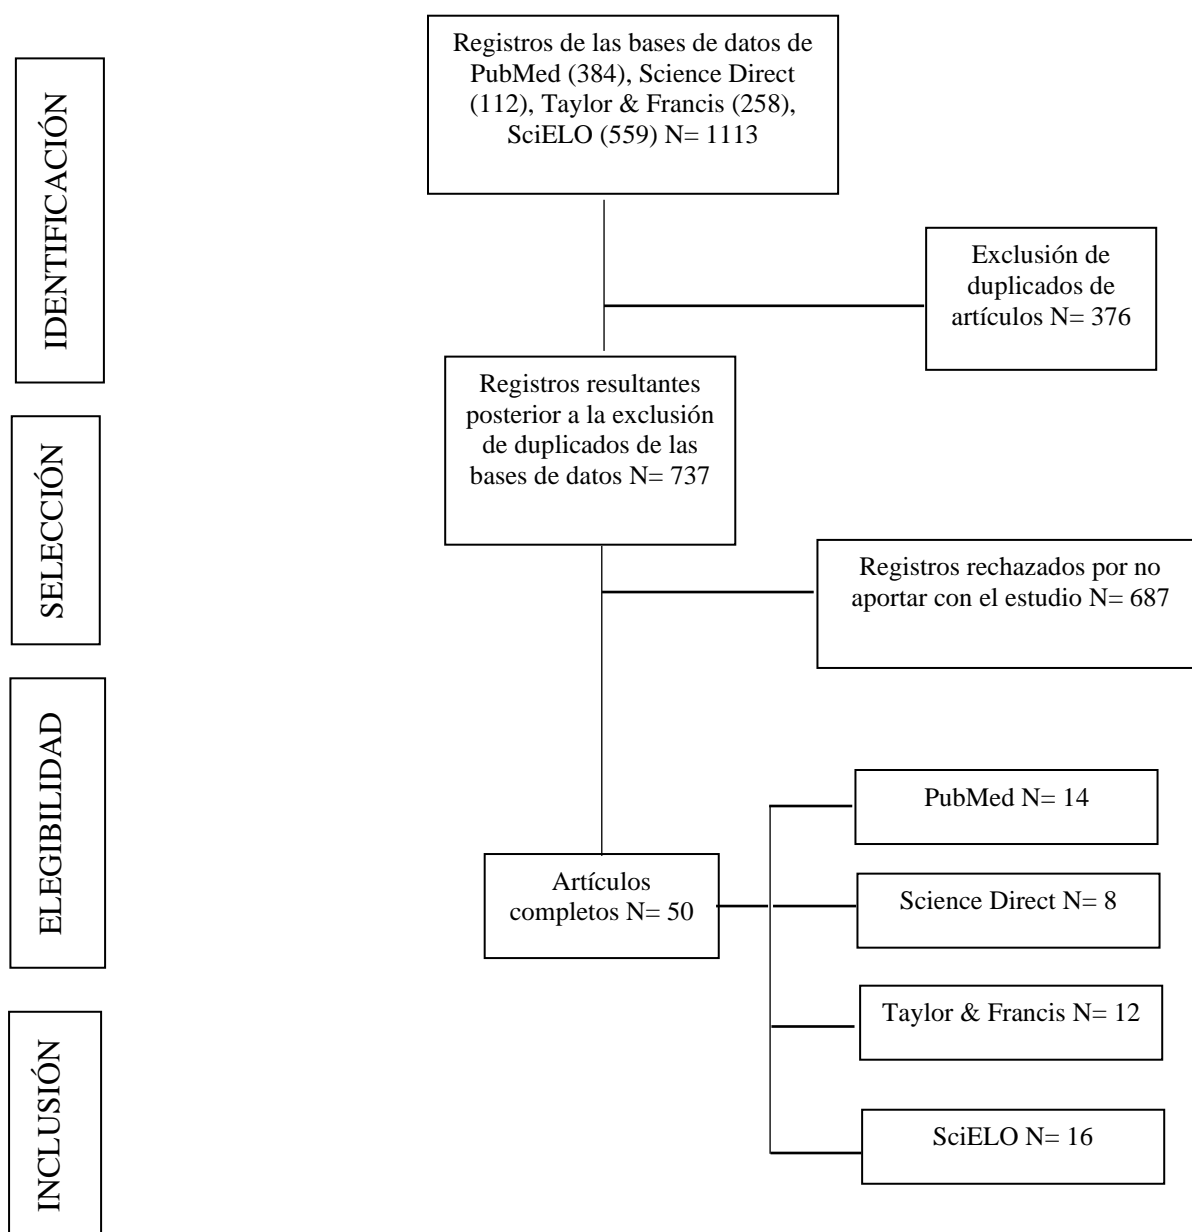 Registros de las bases de datos de
PubMed (384), Science Direct
(112), Taylor & Francis (258),
SciELO (559) N= 1113
IDENTIFICACIÓN
Exclusión de
duplicados de
artículos N= 376
Registros resultantes
posterior a la exclusión
de duplicados de las
bases de datos N= 737
SELECCIÓN
Registros rechazados por no
aportar con el estudio N= 687
ELEGIBILIDAD
PubMed N= 14
Artículos
completos N= 50
Science Direct N= 8
Taylor & Francis N= 12
INCLUSIÓN
SciELO N= 16